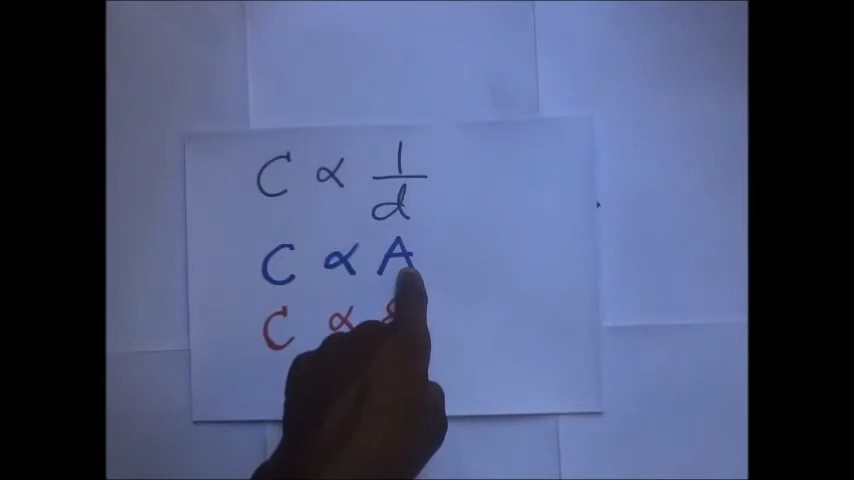 C ∝ 1/d
C ∝ A
C ∝